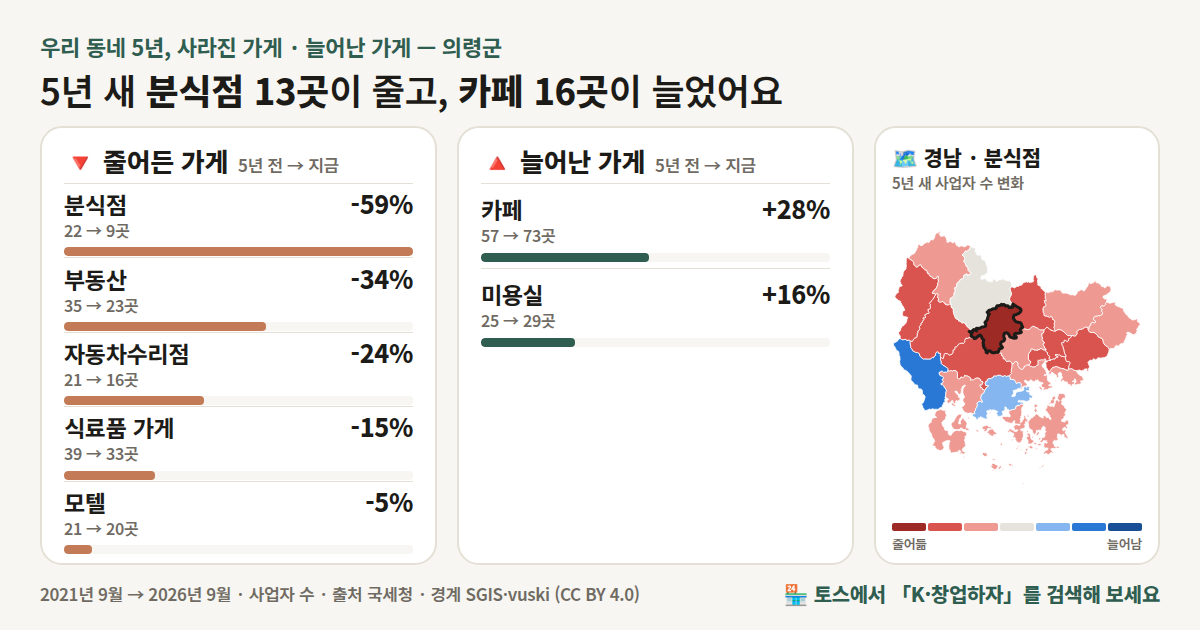 우리 동네 5년, 사라진 가게 · 늘어난 가게 — 의령군
5년 새 분식점 13곳이 줄고, 카페 16곳이 늘었어요
줄어든 가게 5년 전 → 지금
분식점 -59%
22 → 9곳
부동산 -34%
35 → 23곳
자동차수리점 -24%
21 → 16곳
식료품 가게 -15%
39 → 33곳
모텔 -5%
21 → 20곳
늘어난 가게 5년 전 → 지금
카페 +28%
57 → 73곳
미용실 +16%
25 → 29곳
경남 · 분식점
5년 새 사업자 수 변화
줄어듦 늘어남
2021년 9월 → 2026년 9월 · 사업자 수 · 출처 국세청 · 경계 SGIS·vuski (CC BY 4.0)
토스에서 「K·창업하자」를 검색해 보세요